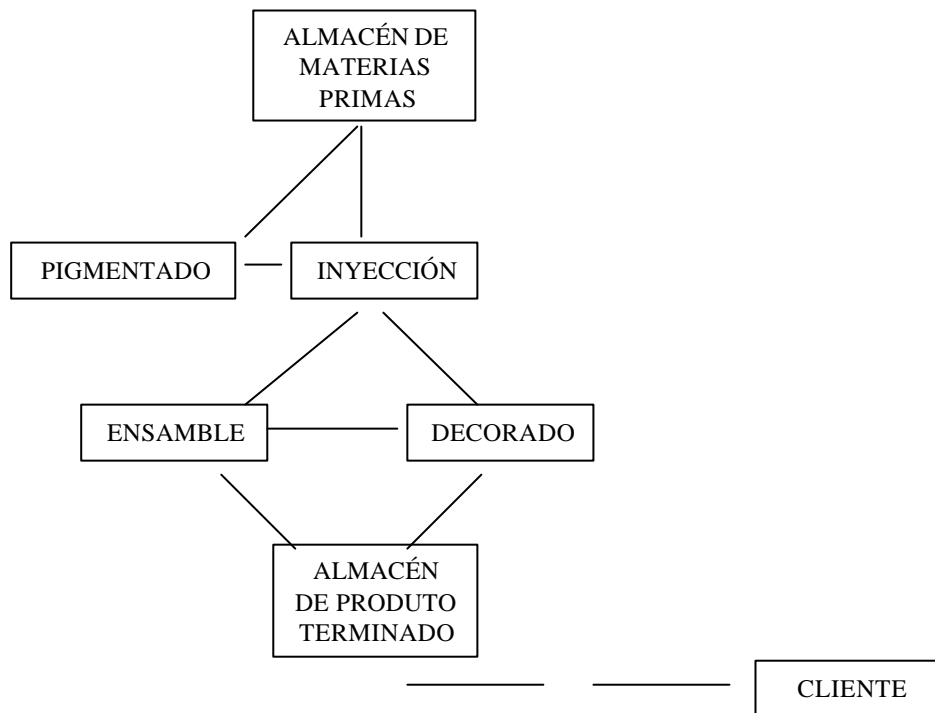 ALMACÉN DE
MATERIAS
PRIMAS
PIGMENTADO
INYECCIÓN
ENSAMBLE
DECORADO
ALMACÉN
DE PRODUTO
TERMINADO
CLIENTE